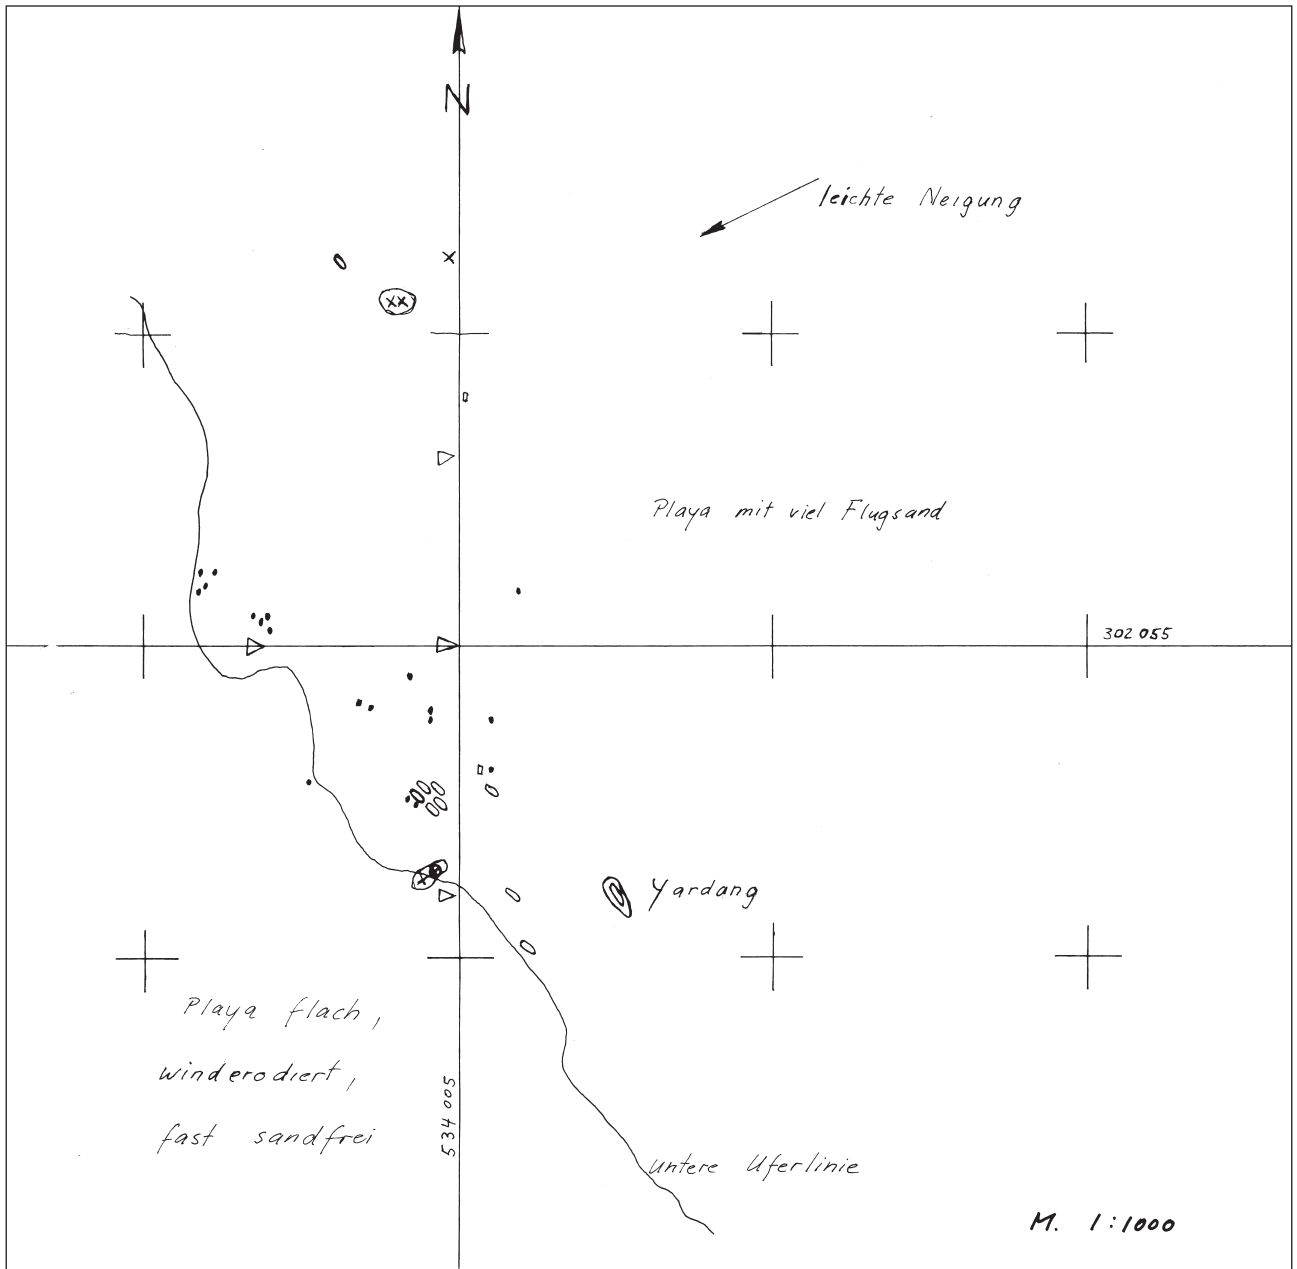 N
leichte Neigung
Playa mit viel Flugsand
302 055
Yardang
Playa flach,
winderodiert,
fast sandfrei
534 005
untere Uferlinie
M. 1:1000